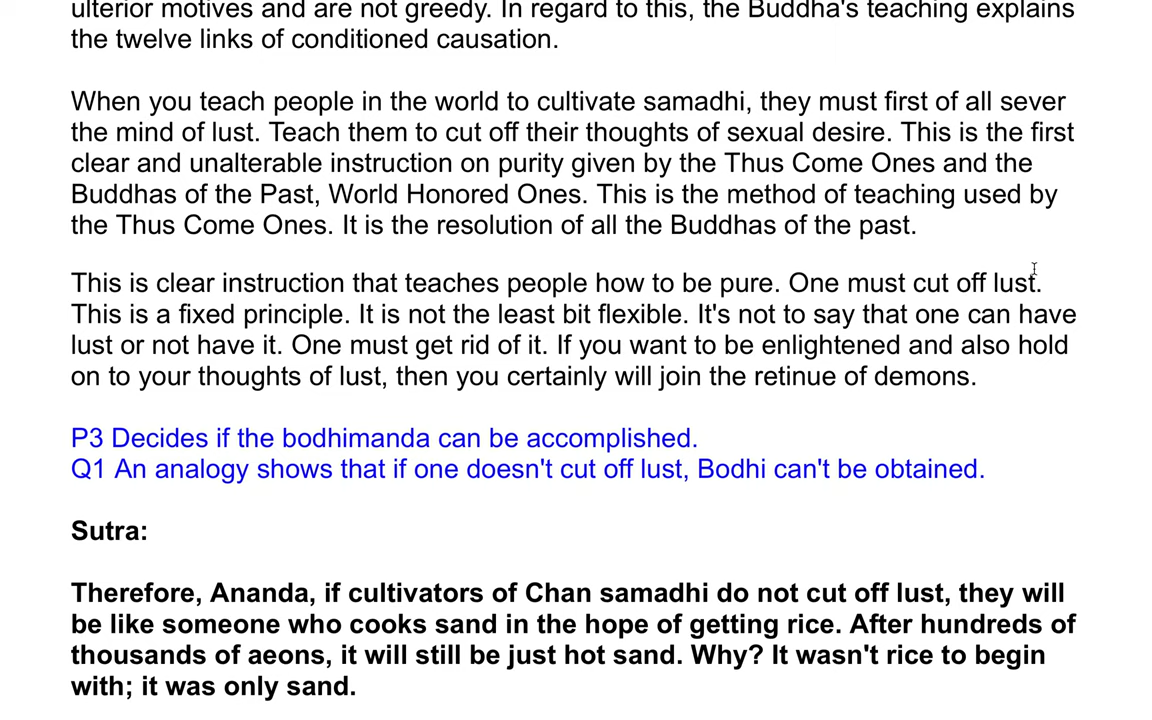 ulterior motives and are not greedy. In regard to this, the Buddha's teaching explains
the twelve links of conditioned causation.
When you teach people in the world to cultivate samadhi, they must first of all sever
the mind of lust. Teach them to cut off their thoughts of sexual desire. This is the first
clear and unalterable instruction on purity given by the Thus Come Ones and the
Buddhas of the Past, World Honored Ones. This is the method of teaching used by
the Thus Come Ones. It is the resolution of all the Buddhas of the past.
This is clear instruction that teaches people how to be pure. One must cut off lust.
This is a fixed principle. It is not the least bit flexible. It's not to say that one can have
lust or not have it. One must get rid of it. If you want to be enlightened and also hold
on to your thoughts of lust, then you certainly will join the retinue of demons.
P3 Decides if the bodhimanda can be accomplished.
Q1 An analogy shows that if one doesn't cut off lust, Bodhi can't be obtained.
Sutra:
Therefore, Ananda, if cultivators of Chan samadhi do not cut off lust, they will
be like someone who cooks sand in the hope of getting rice. After hundreds of
thousands of aeons, it will still be just hot sand. Why? It wasn't rice to begin
with; it was only sand.